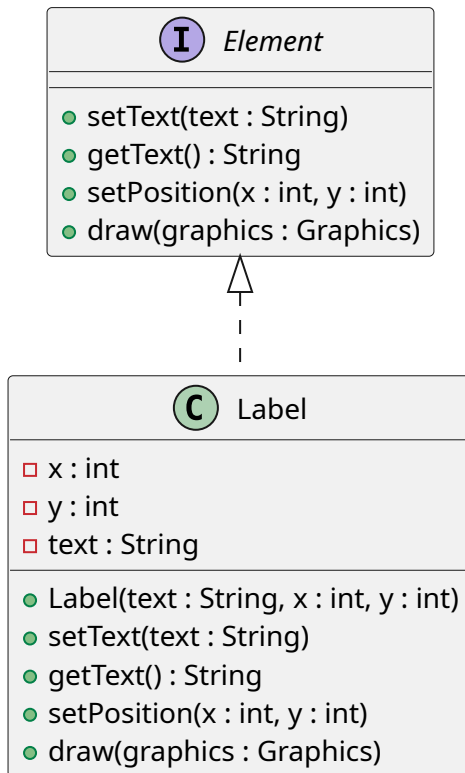 I Element
setText(text : String)
getText() : String
setPosition(x : int, y : int)
draw(graphics : Graphics)
C Label
x : int
y : int
text : String
Label(text : String, x : int, y : int)
setText(text : String)
getText() : String
setPosition(x : int, y : int)
draw(graphics : Graphics)